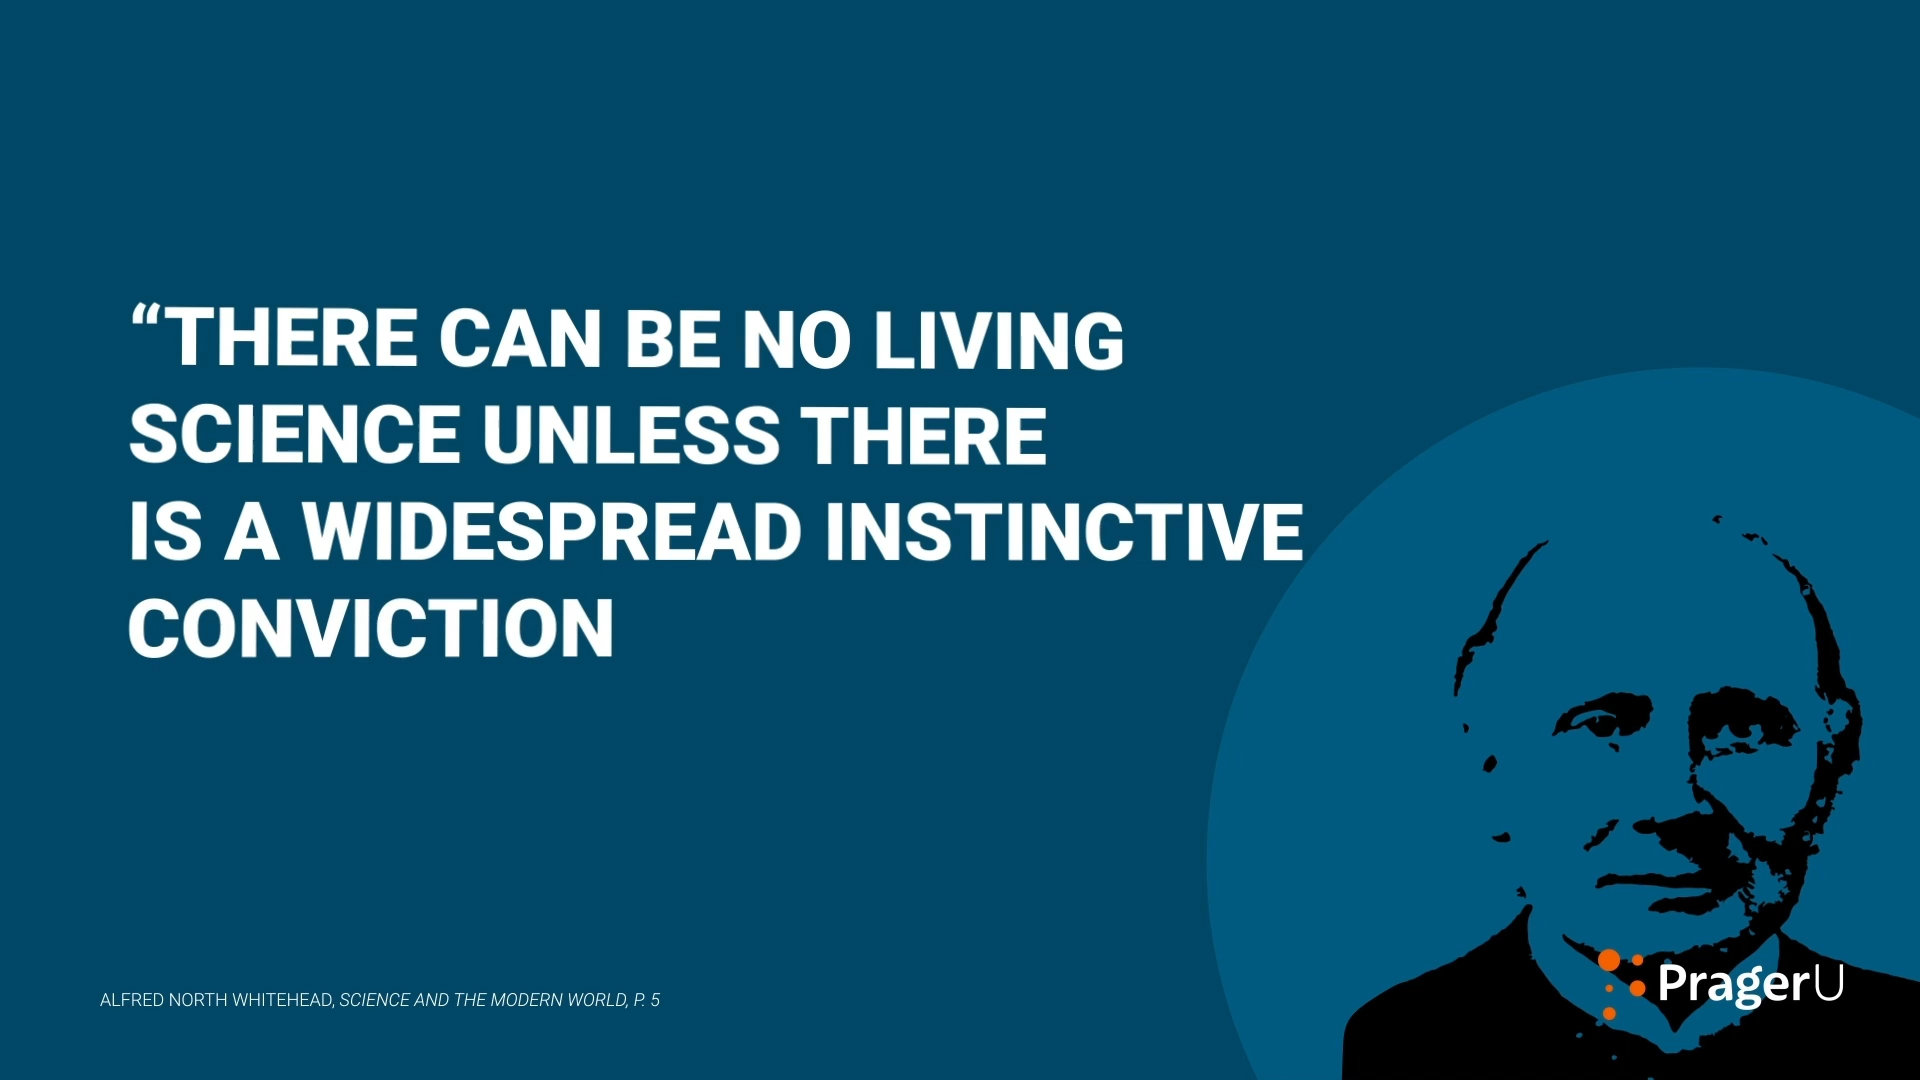 “THERE CAN BE NO LIVING
SCIENCE UNLESS THERE
IS A WIDESPREAD INSTINCTIVE
CONVICTION
ALFRED NORTH WHITEHEAD, SCIENCE AND THE MODERN WORLD, P. 5
PragerU